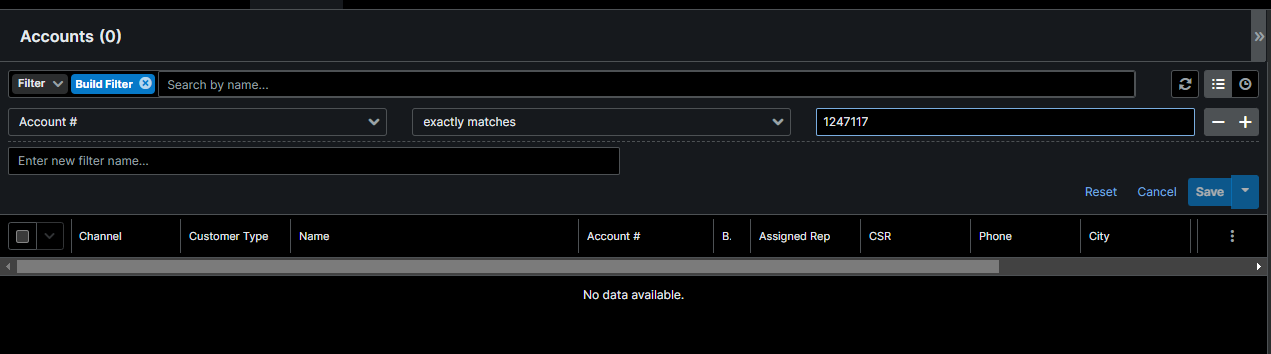 Accounts (0)
Filter Build Filter Search by name...
Account # exactly matches 1247117
Enter new filter name...
Reset Cancel Save
Channel Customer Type Name Account # B. Assigned Rep CSR Phone City
No data available.